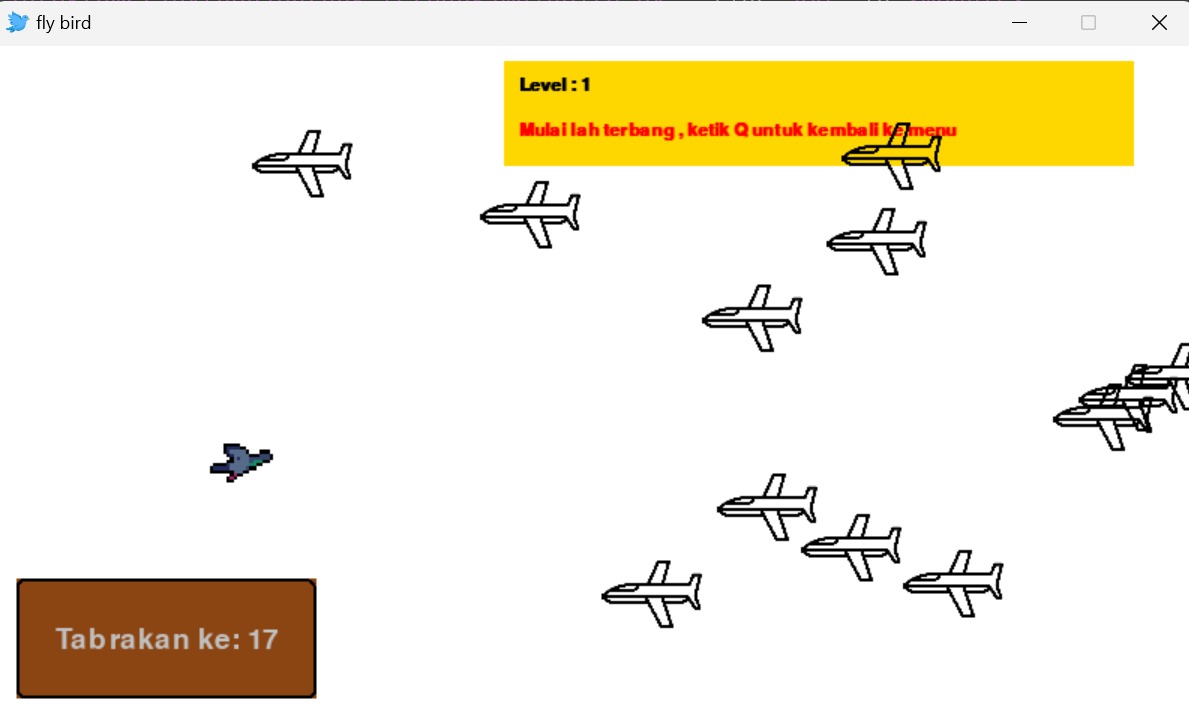 fly bird
Level : 1
Mulai lah terbang , ketik Q untuk kembali ke menu
Tabrakan ke: 17